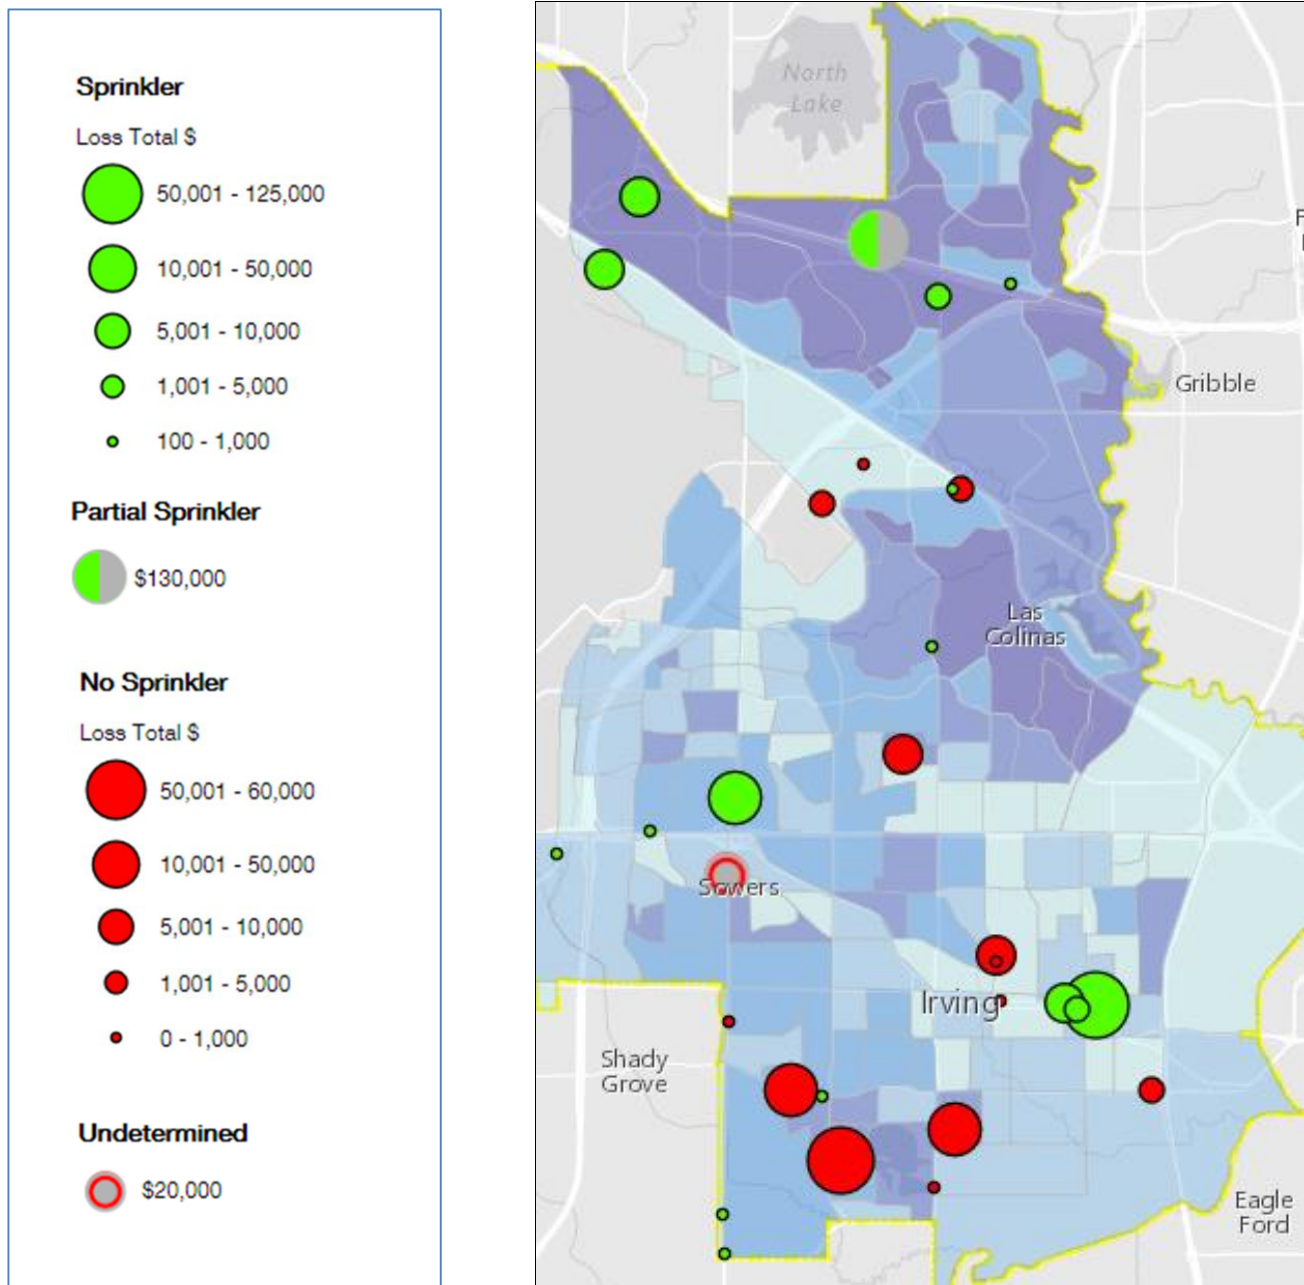 Sprinkler
Loss Total $
50,001 - 125,000
10,001 - 50,000
5,001 - 10,000
1,001 - 5,000
100 - 1,000
Partial Sprinkler
$130,000
No Sprinkler
Loss Total $
50,001 - 60,000
10,001 - 50,000
5,001 - 10,000
1,001 - 5,000
0 - 1,000
Undetermined
$20,000
North
Lake
F
Gribble
Las
Colinas
Sowers
Irving
Shady
Grove
Eagle
Ford